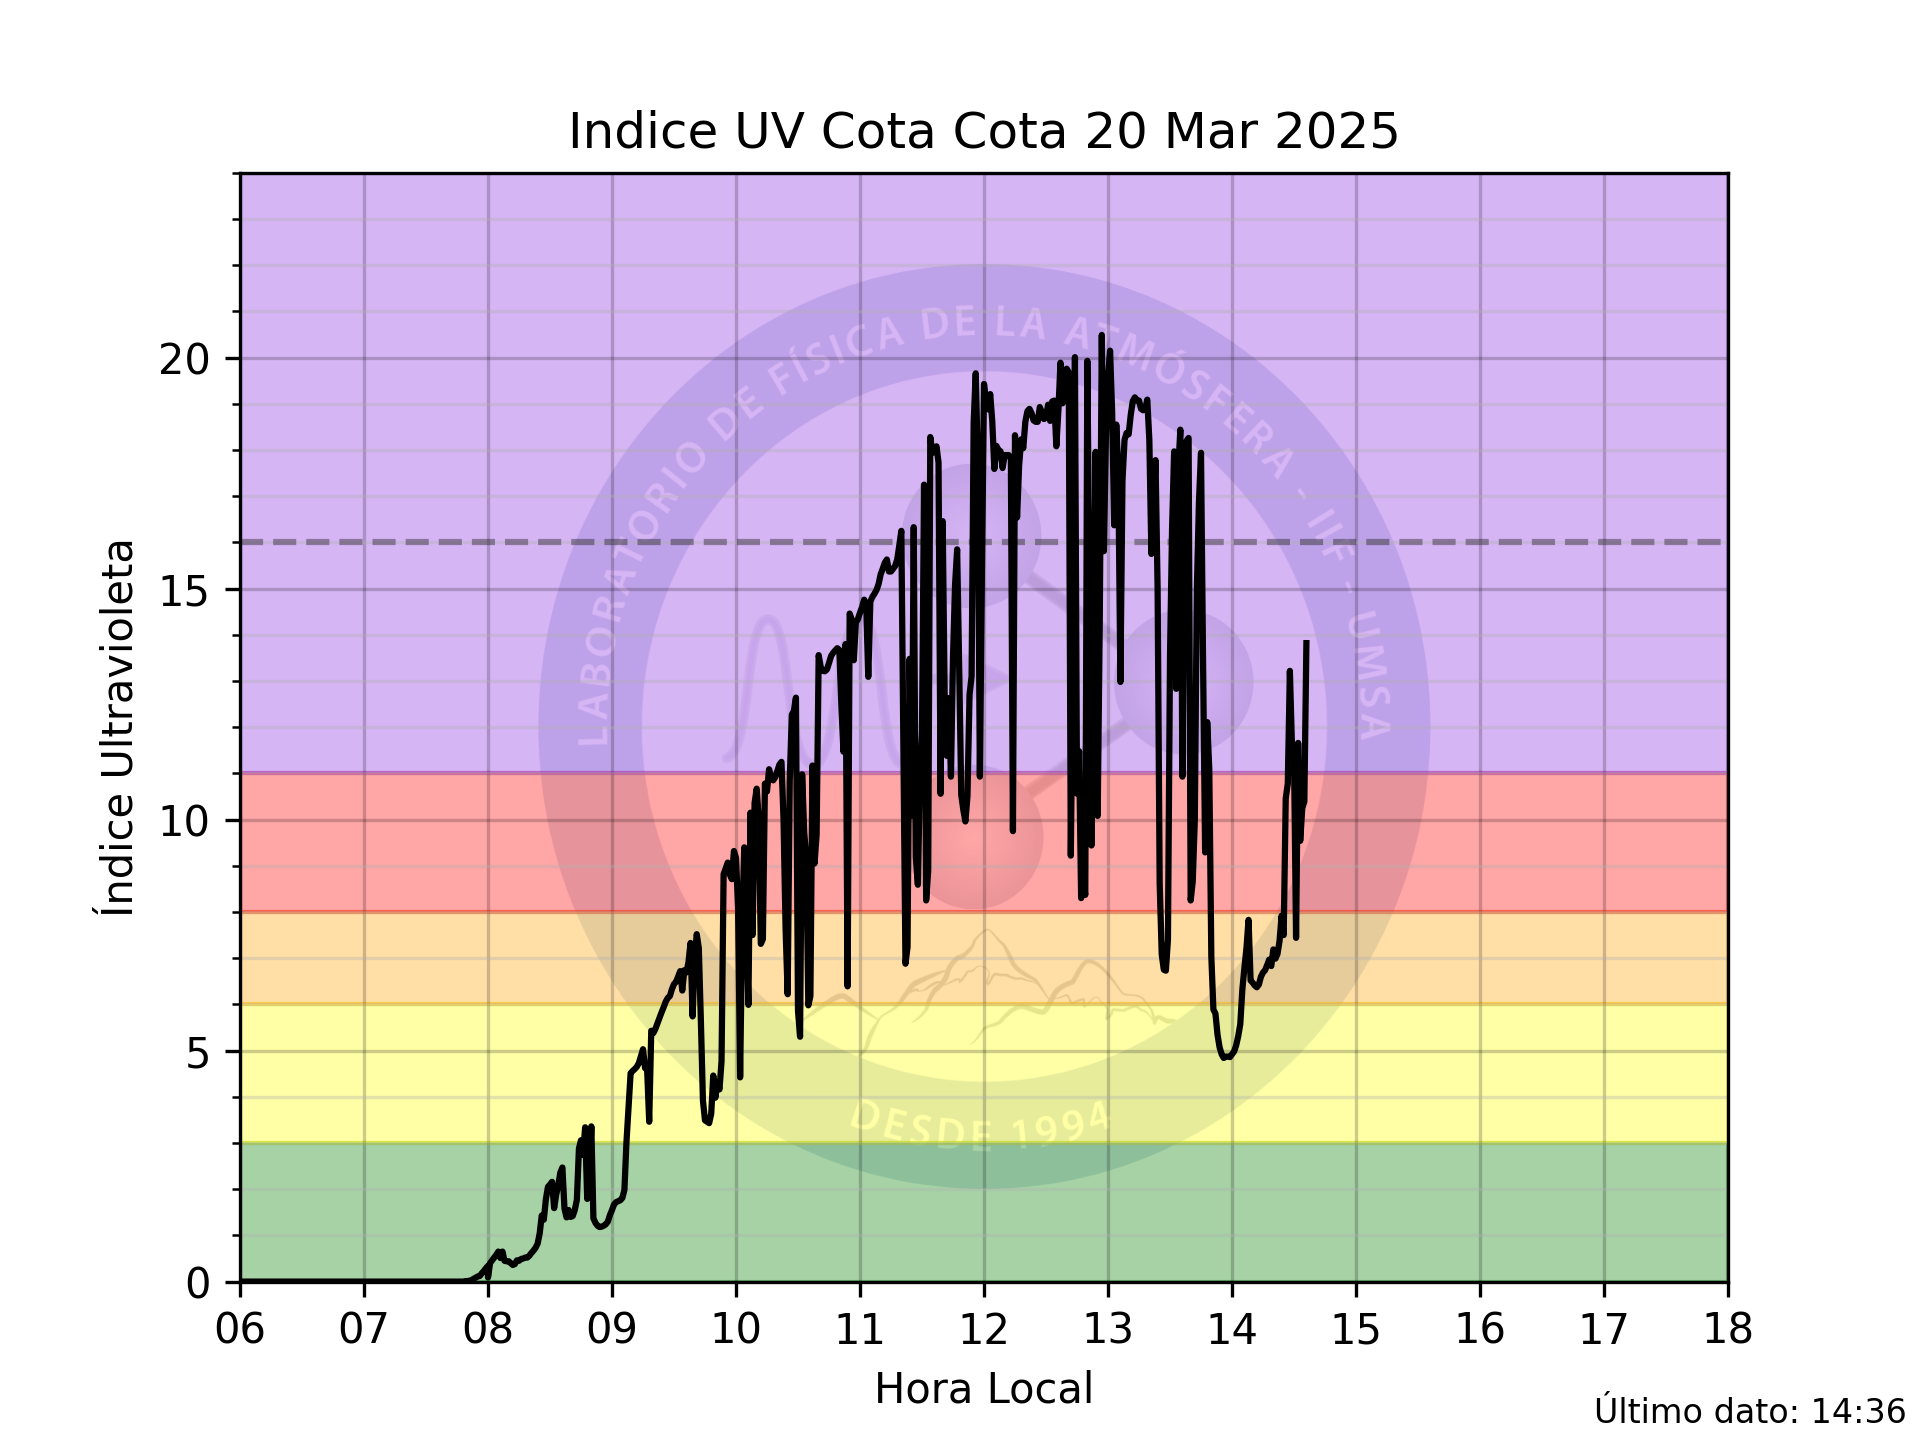 Indice UV Cota Cota 20 Mar 2025
LABORATORIO DE FÍSICA DE LA ATMÓSFERA - IIF - UMSA
DESDE 1994
Índice Ultravioleta
20
15
10
5
0
06 07 08 09 10 11 12 13 14 15 16 17 18
Hora Local
Último dato: 14:36